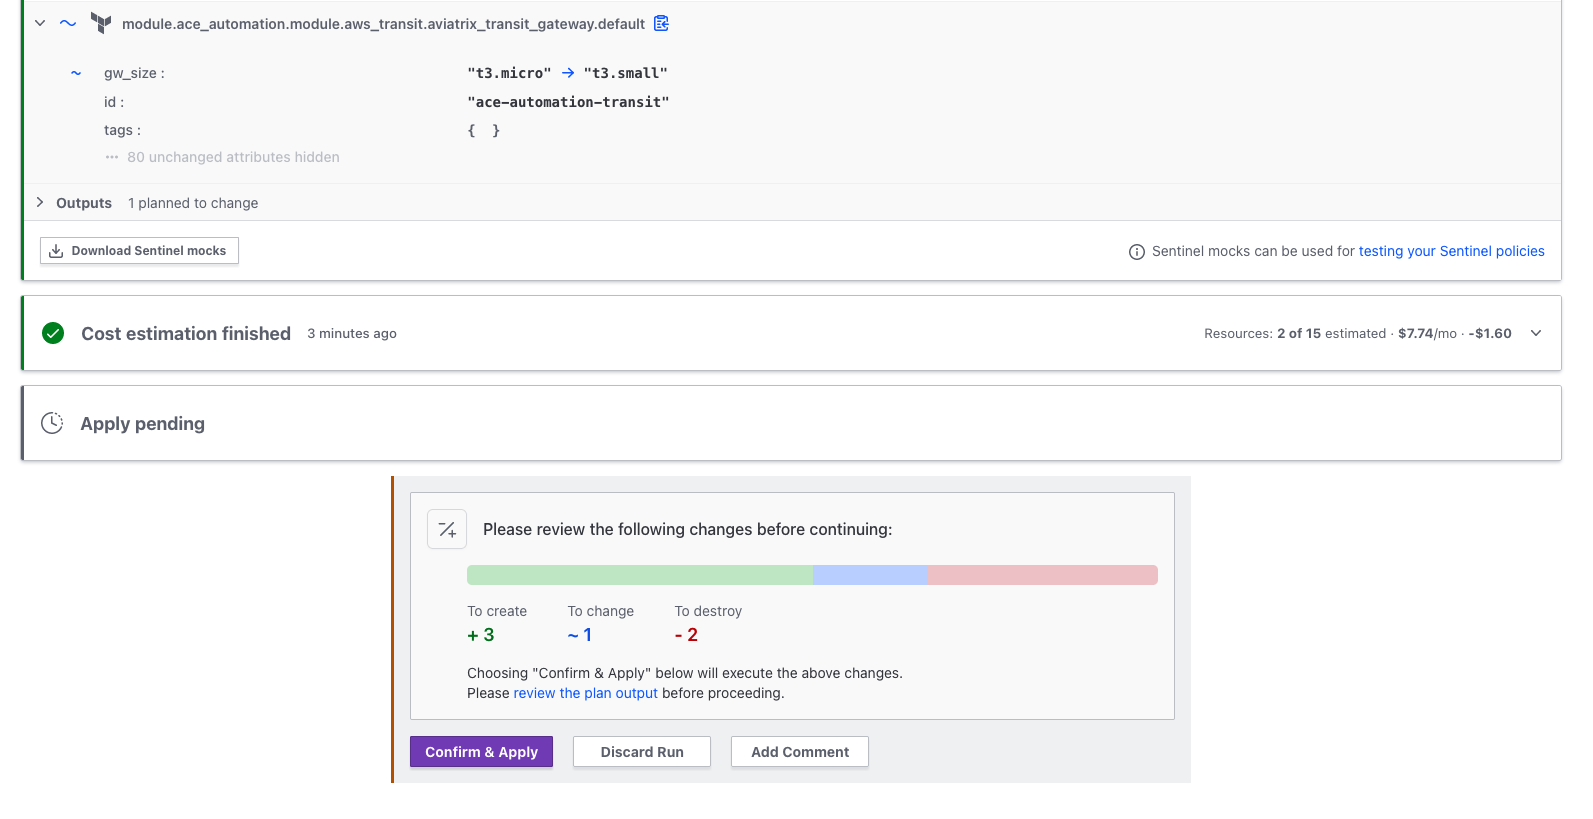 module.ace_automation.module.aws_transit.aviatrix_transit_gateway.default
~ gw_size : "t3.micro" → "t3.small"
id : "ace-automation-transit"
tags : { }
••• 80 unchanged attributes hidden
Outputs 1 planned to change
Download Sentinel mocks Sentinel mocks can be used for testing your Sentinel policies
Cost estimation finished 3 minutes ago Resources: 2 of 15 estimated · $7.74/mo · -$1.60
Apply pending
Please review the following changes before continuing:
To create To change To destroy
+ 3 ~ 1 - 2
Choosing "Confirm & Apply" below will execute the above changes.
Please review the plan output before proceeding.
Confirm & Apply Discard Run Add Comment